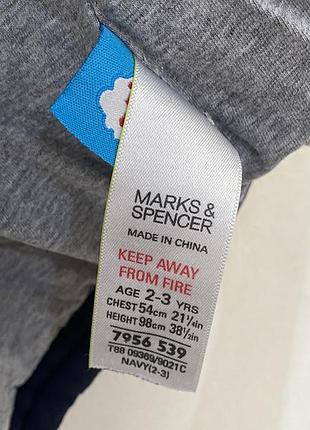 MARKS &
SPENCER
MADE IN CHINA
KEEP AWAY
FROM FIRE
AGE 2-3 YRS
CHEST 54cm 21¼in
HEIGHT 98cm 38½in
7956 539
T88 09369/9021C
NAVY(2-3)